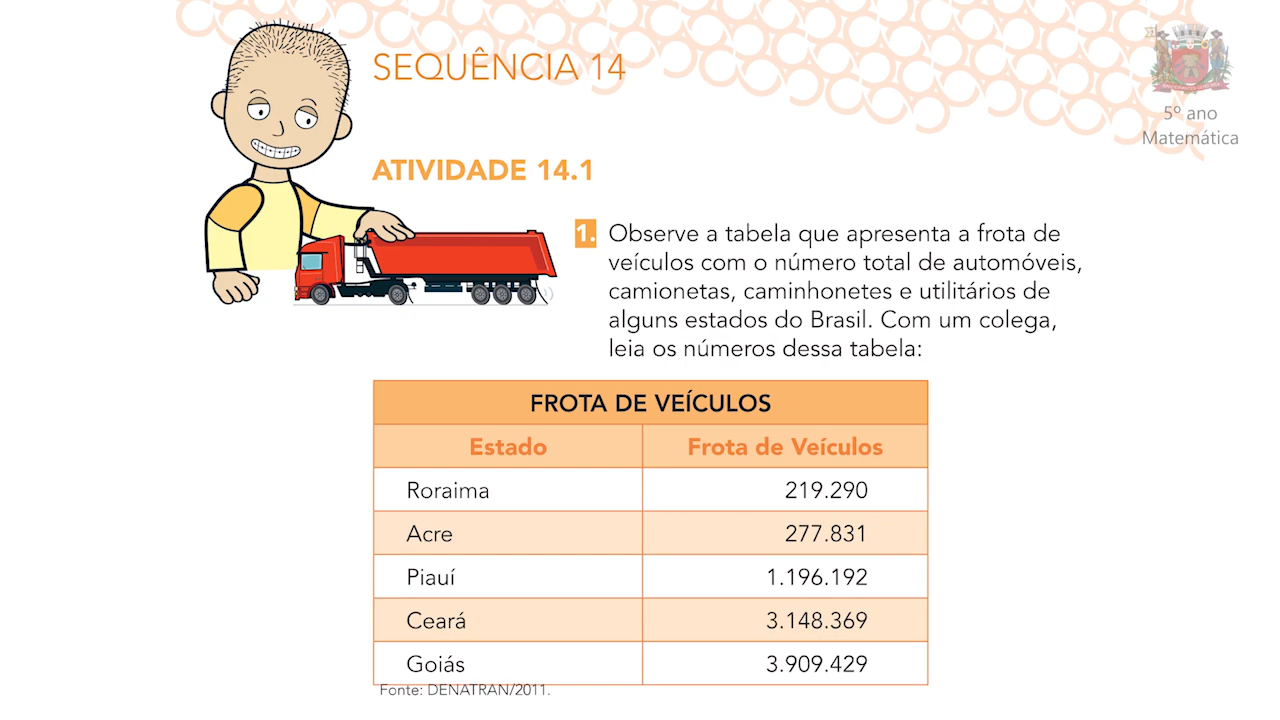 SEQUÊNCIA 14
5º ano
Matemática
ATIVIDADE 14.1
1. Observe a tabela que apresenta a frota de
veículos com o número total de automóveis,
camionetas, caminhonetes e utilitários de
alguns estados do Brasil. Com um colega,
leia os números dessa tabela:
FROTA DE VEÍCULOS
Estado Frota de Veículos
Roraima 219.290
Acre 277.831
Piauí 1.196.192
Ceará 3.148.369
Goiás 3.909.429
Fonte: DENATRAN/2011.